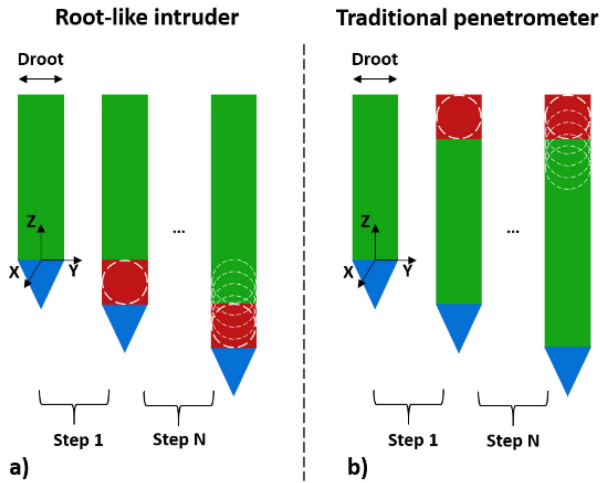 Root-like intruder
Droot
Z
X
Y
...
Step 1
Step N
a)
Traditional penetrometer
Droot
Z
X
Y
...
Step 1
Step N
b)